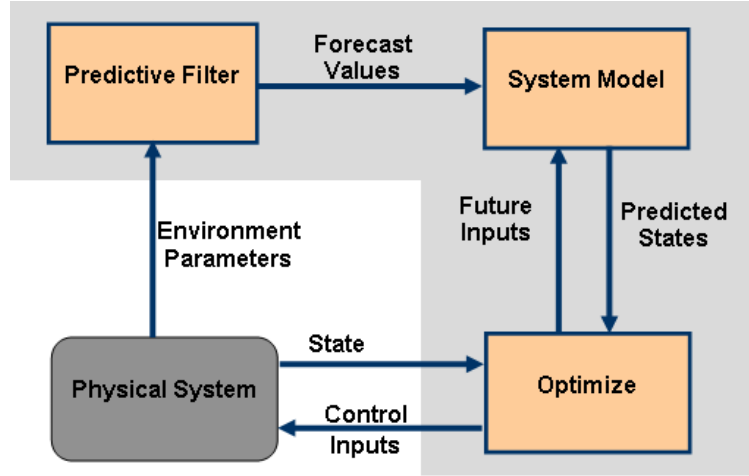 Predictive Filter
Forecast
Values
System Model
Environment
Parameters
Future
Inputs
Predicted
States
Physical System
State
Control
Inputs
Optimize